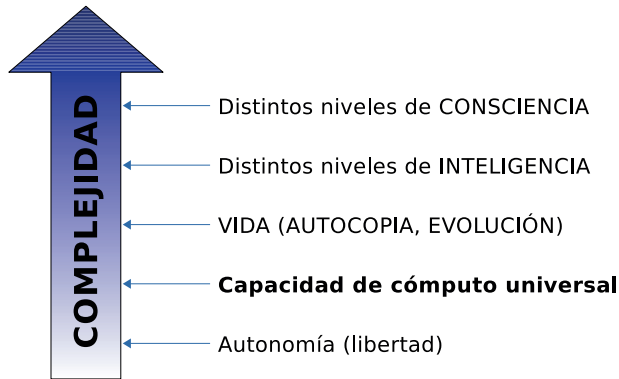 COMPLEJIDAD
Distintos niveles de CONSCIENCIA
Distintos niveles de INTELIGENCIA
VIDA (AUTOCOPIA, EVOLUCIÓN)
Capacidad de cómputo universal
Autonomía (libertad)